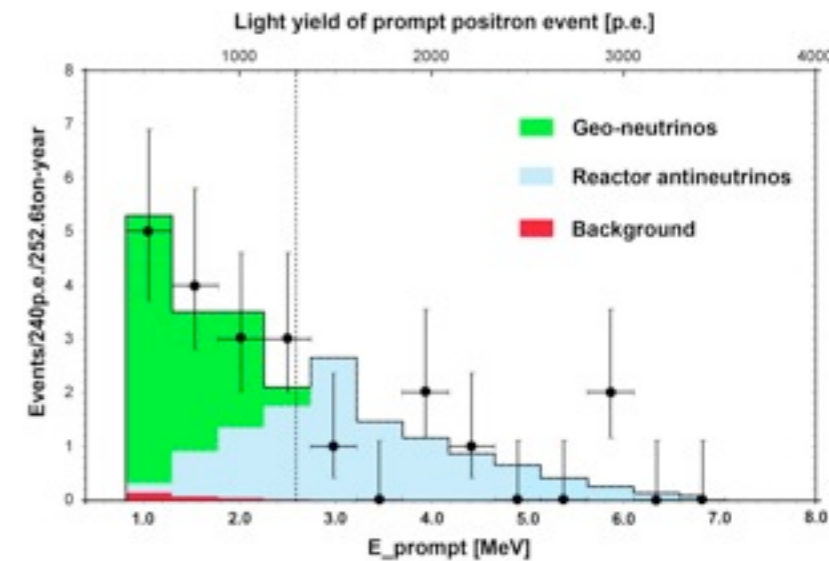 Light yield of prompt positron event [p.e.]
1000 2000 3000 4000
8
7
6
5
4
3
2
1
0
Events/240p.e./252.6ton-year
Geo-neutrinos
Reactor antineutrinos
Background
1.0 2.0 3.0 4.0 5.0 6.0 7.0 8.0
E_prompt [MeV]